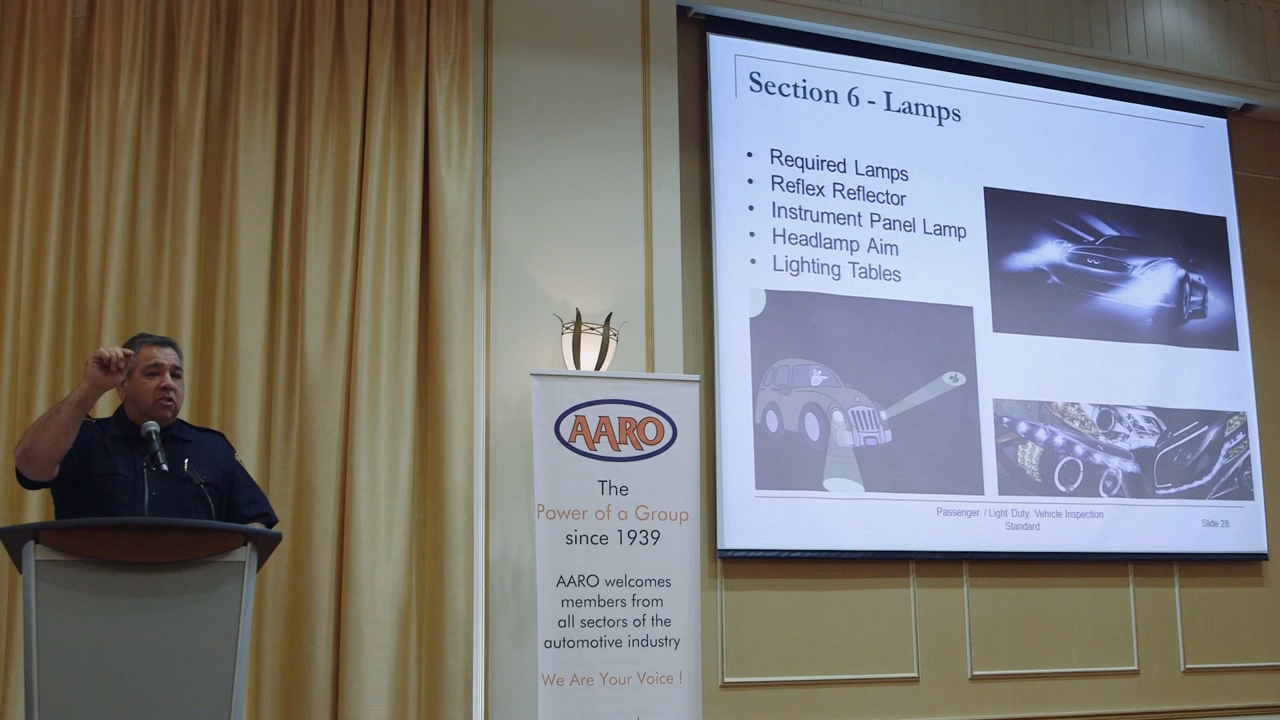 Section 6 - Lamps
• Required Lamps
• Reflex Reflector
• Instrument Panel Lamp
• Headlamp Aim
• Lighting Tables
Passenger / Light Duty Vehicle Inspection
Standard
Slide 28
AARO
The
Power of a Group
since 1939
AARO welcomes
members from
all sectors of the
automotive industry
We Are Your Voice !